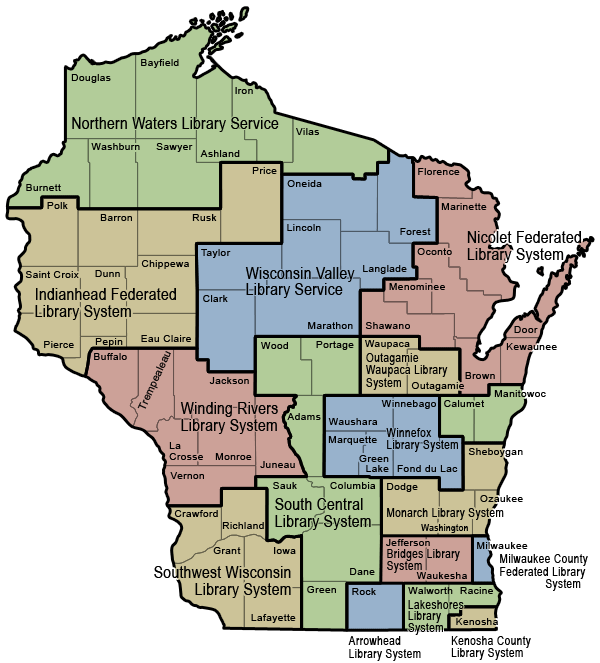 Douglas
Bayfield
Iron
Northern Waters Library Service
Vilas
Washburn
Sawyer
Ashland
Burnett
Price
Florence
Oneida
Polk
Barron
Rusk
Marinette
Lincoln
Forest
Nicolet Federated
Library System
Taylor
Oconto
Chippewa
Saint Croix
Dunn
Wisconsin Valley
Library Service
Langlade
Menominee
Indianhead Federated
Library System
Clark
Marathon
Shawano
Door
Pierce
Pepin
Eau Claire
Wood
Portage
Waupaca
Kewaunee
Buffalo
Outagamie
Waupaca Library
System
Trempealeau
Jackson
Outagamie
Brown
Manitowoc
Winding Rivers
Library System
Adams
Winnebago
Calumet
Waushara
Marquette
Winnefox
Library System
La
Crosse
Monroe
Juneau
Green
Lake
Fond du Lac
Sheboygan
Vernon
Sauk
Columbia
Dodge
Ozaukee
South Central
Library System
Crawford
Monarch Library System
Richland
Washington
Grant
Iowa
Jefferson
Bridges Library
System
Milwaukee
Milwaukee County
Federated Library
System
Southwest Wisconsin
Library System
Dane
Waukesha
Green
Rock
Walworth
Racine
Lakeshores
Library
System
Lafayette
Kenosha
Arrowhead
Library System
Kenosha County
Library System